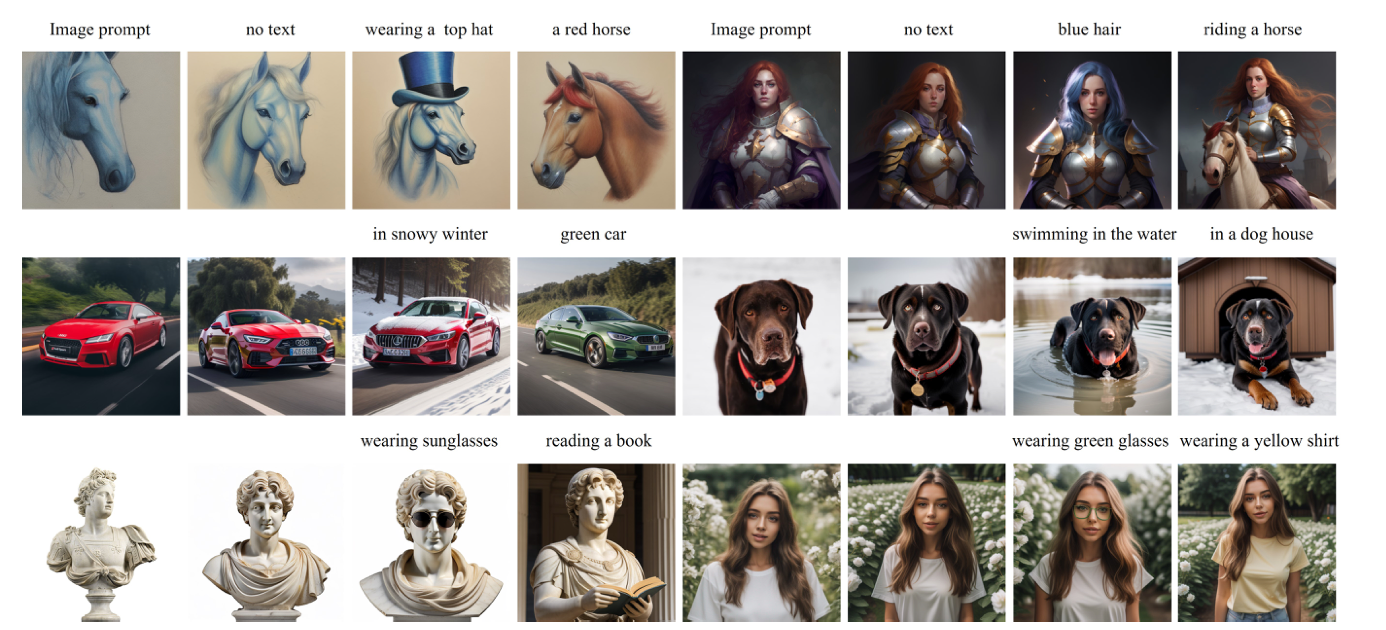 Image prompt
no text
wearing a top hat
a red horse
Image prompt
no text
blue hair
riding a horse
in snowy winter
green car
swimming in the water
in a dog house
wearing sunglasses
reading a book
wearing green glasses
wearing a yellow shirt